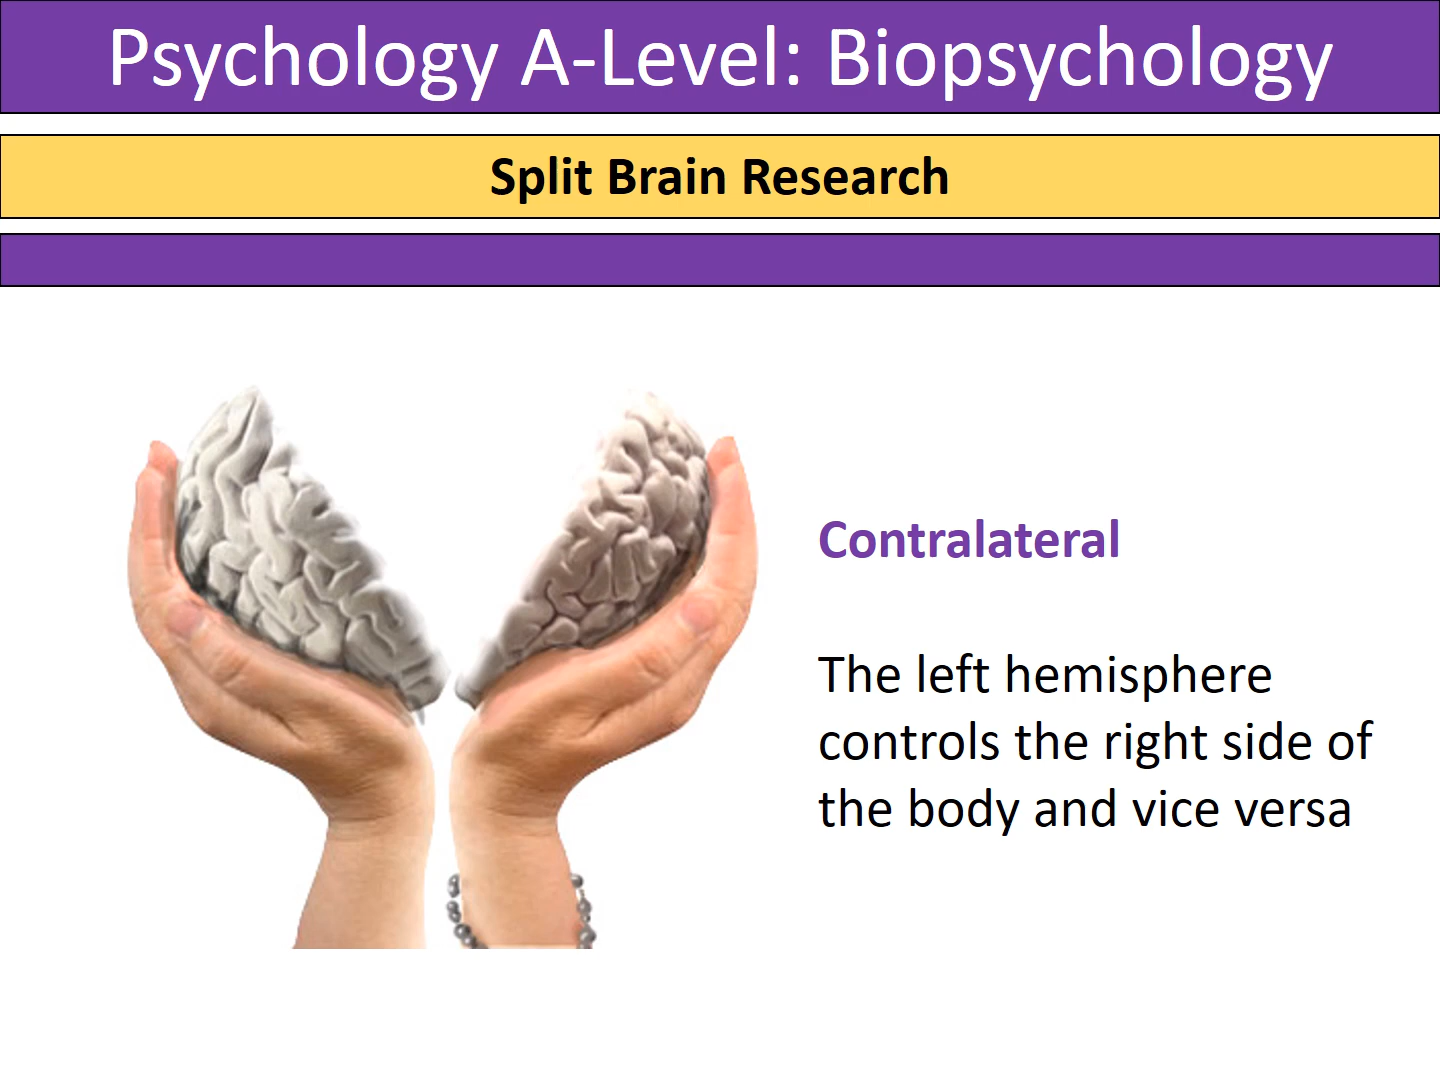 Psychology A-Level: Biopsychology
Split Brain Research
Contralateral
The left hemisphere
controls the right side of
the body and vice versa